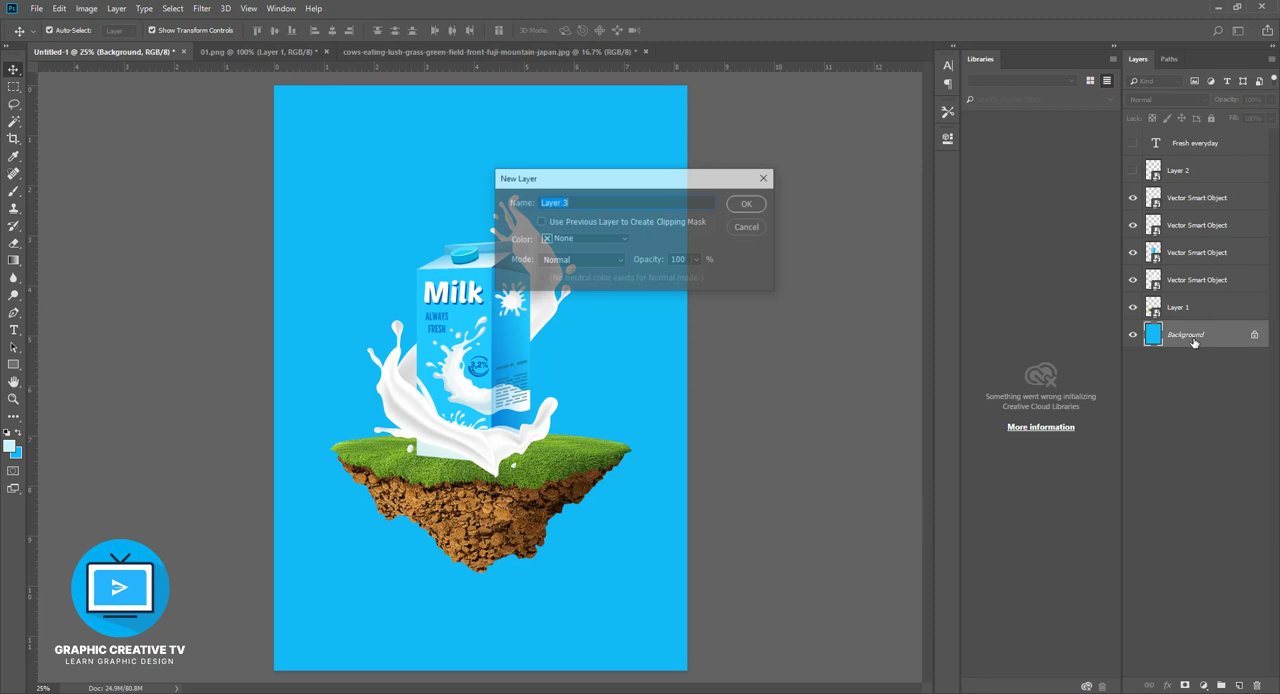 Ps File Edit Image Layer Type Select Filter 3D View Window Help
Auto-Select: Layer Show Transform Controls 3D Mode:
Untitled-1 @ 25% (Background, RGB/8) * × 01.png @ 100% (Layer 1, RGB/8) * × cows-eating-lush-grass-green-field-front-fuji-mountain-japan.jpg @ 16.7% (RGB/8) * ×
Libraries
Layers Paths
Kind
Normal Opacity: 100%
Lock: Fill: 100%
T Fresh everyday
Layer 2
Vector Smart Object
Vector Smart Object
Vector Smart Object
Vector Smart Object
Layer 1
Background
New Layer
Name: Layer 3 OK
Use Previous Layer to Create Clipping Mask
Cancel
Color: None
Mode: Normal Opacity: 100 %
(No neutral color exists for Normal mode.)
Milk
ALWAYS
FRESH
3,2%
Something went wrong initializing
Creative Cloud Libraries
More information
GRAPHIC CREATIVE TV
LEARN GRAPHIC DESIGN
25% Doc: 24.9M/80.8M